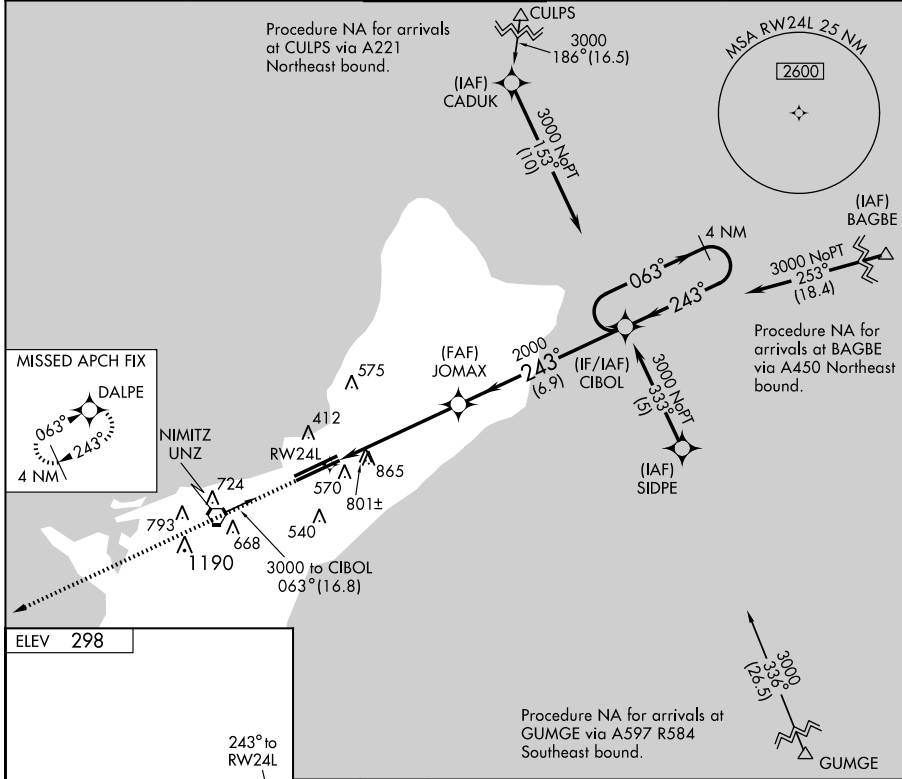 Procedure NA for arrivals
at CULPS via A221
Northeast bound.
CULPS
3000
186°(16.5)
(IAF)
CADUK
3000 NoPT
153°
(10)
MSA RW24L 25 NM
2600
(IAF)
BAGBE
3000 NoPT
253°
(18.4)
4 NM
063°
243°
Procedure NA for
arrivals at BAGBE
via A450 Northeast
bound.
(IF/IAF)
CIBOL
2000
243°
(6.9)
(FAF)
JOMAX
3000 NoPT
333°
(5)
(IAF)
SIDPE
MISSED APCH FIX
DALPE
063°
243°
4 NM
NIMITZ
UNZ
575
412
RW24L
865
570
801±
724
793
668
540
1190
3000 to CIBOL
063°(16.8)
ELEV 298
243° to
RW24L
Procedure NA for arrivals at
GUMGE via A597 R584
Southeast bound.
3000
336°
(26.5)
GUMGE